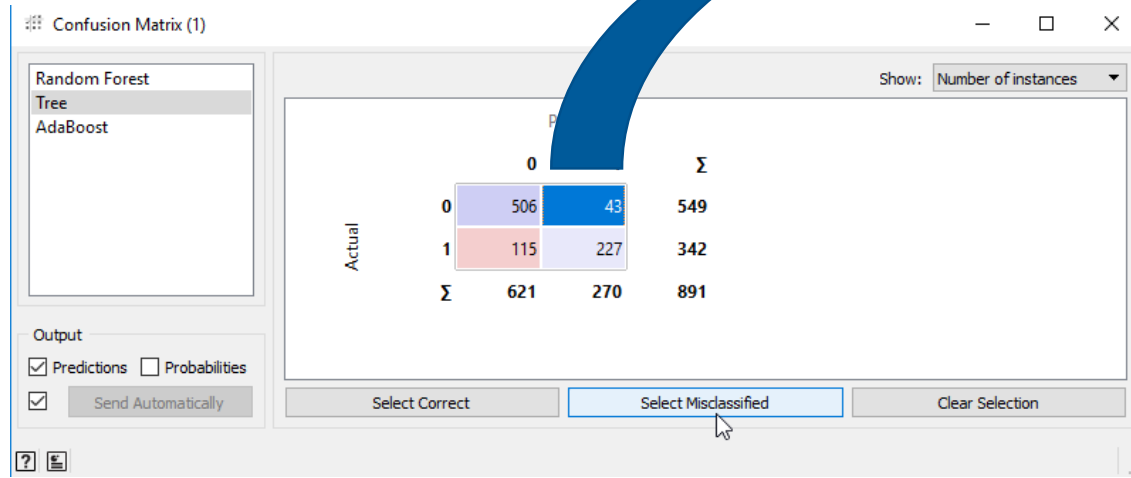 Confusion Matrix (1)
Random Forest
Tree
AdaBoost
Show: Number of instances
0 Σ
0 506 43 549
Actual
1 115 227 342
Σ 621 270 891
Output
Predictions Probabilities
Send Automatically
Select Correct Select Misclassified Clear Selection
?